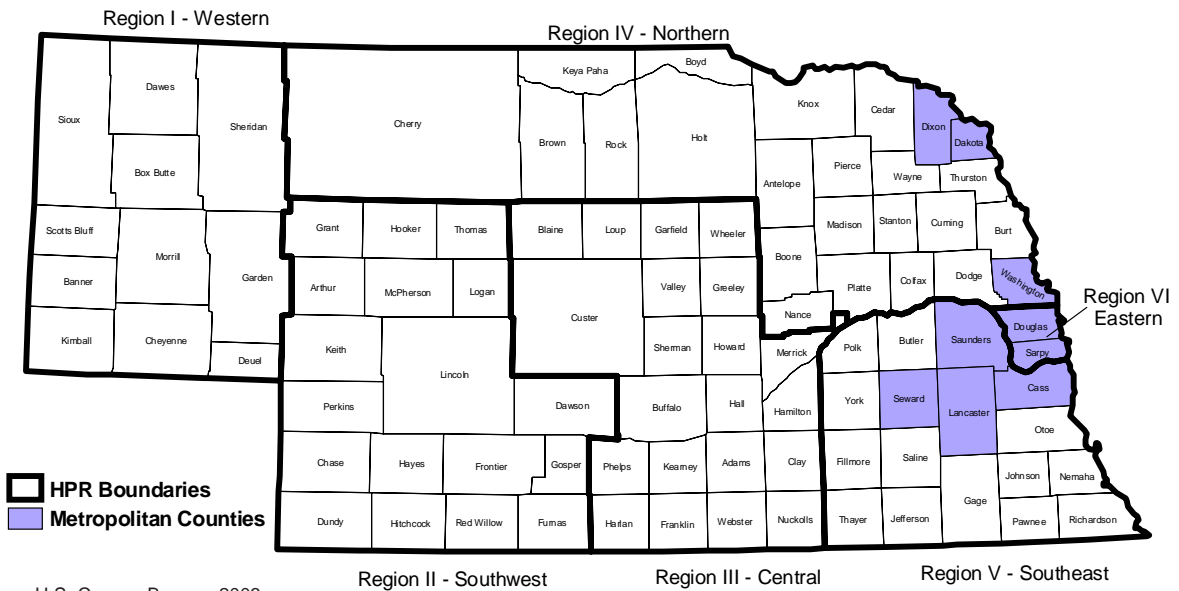 Region I - Western
Region IV - Northern
Boyd
Keya Paha
Dawes
Knox
Cedar
Sioux
Sheridan
Cherry
Dixon
Holt
Brown
Rock
Dakota
Pierce
Box Butte
Wayne
Thurston
Antelope
Scotts Bluff
Grant
Hooker
Thomas
Blaine
Loup
Garfield
Wheeler
Madison
Stanton
Cuming
Burt
Morrill
Boone
Garden
Banner
Arthur
McPherson
Logan
Valley
Greeley
Platte
Colfax
Dodge
Washington
Region VI
Eastern
Custer
Nance
Douglas
Kimball
Cheyenne
Keith
Sherman
Howard
Merrick
Polk
Butler
Saunders
Sarpy
Deuel
Lincoln
Cass
Perkins
Dawson
Buffalo
Hall
Hamilton
York
Seward
Lancaster
Otoe
Chase
Hayes
Frontier
Gosper
Phelps
Kearney
Adams
Clay
Fillmore
Saline
Johnson
Nemaha
HPR Boundaries
Gage
Metropolitan Counties
Dundy
Hitchcock
Red Willow
Furnas
Harlan
Franklin
Webster
Nuckolls
Thayer
Jefferson
Pawnee
Richardson
Region II - Southwest
Region III - Central
Region V - Southeast